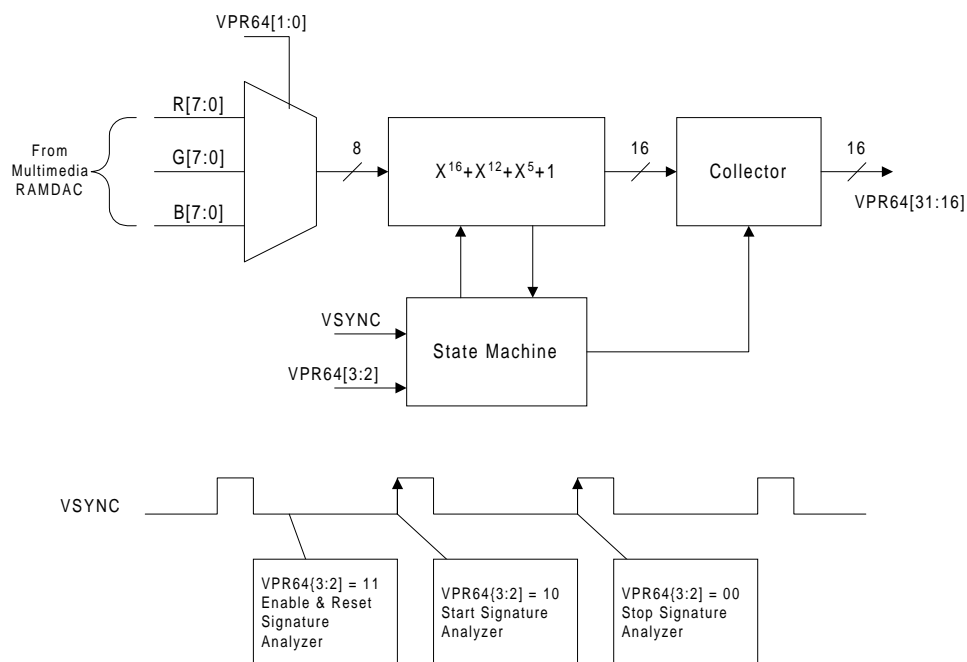 VPR64[1:0]
R[7:0]
From
Multimedia
RAMDAC
G[7:0]
B[7:0]
8
X¹⁶+X¹²+X⁵+1
16
Collector
16
VPR64[31:16]
VSYNC
VPR64[3:2]
State Machine
VSYNC
VPR64{3:2] = 11
Enable & Reset
Signature
Analyzer
VPR64{3:2] = 10
Start Signature
Analyzer
VPR64{3:2] = 00
Stop Signature
Analyzer